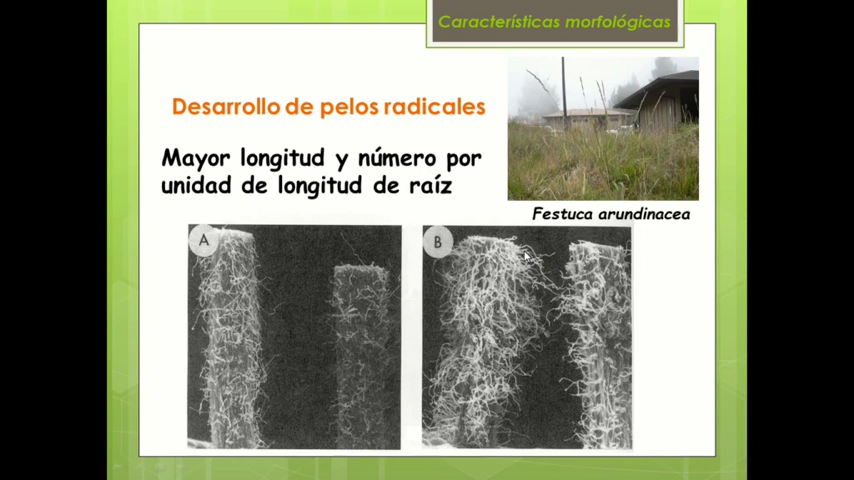 Características morfológicas
Desarrollo de pelos radicales
Mayor longitud y número por
unidad de longitud de raíz
Festuca arundinacea
A
B